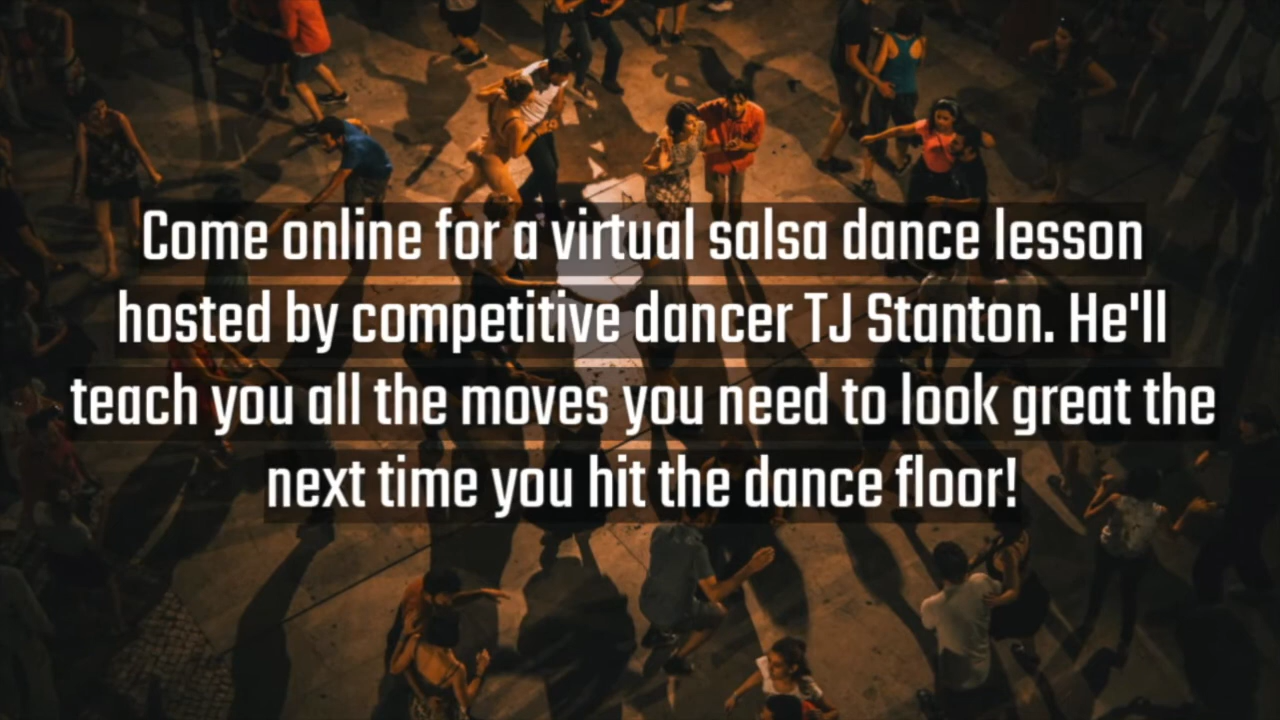 Come online for a virtual salsa dance lesson
hosted by competitive dancer TJ Stanton. He'll
teach you all the moves you need to look great the
next time you hit the dance floor!